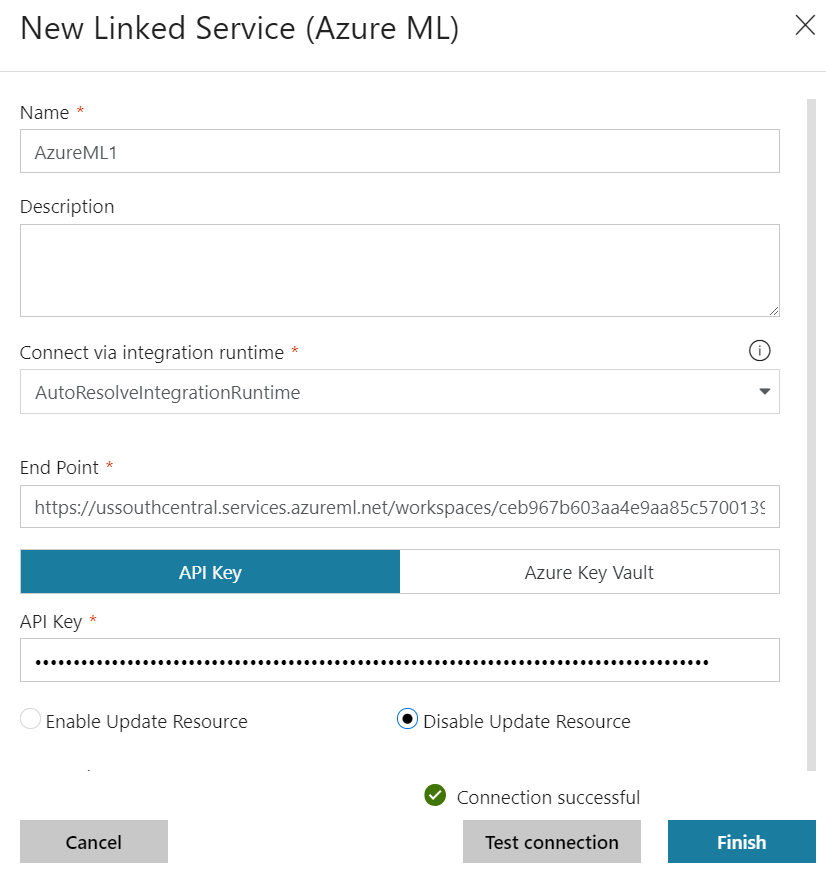 New Linked Service (Azure ML)
Name *
AzureML1
Description
Connect via integration runtime *
AutoResolveIntegrationRuntime
End Point *
https://ussouthcentral.services.azureml.net/workspaces/ceb967b603aa4e9aa85c5700139
API Key Azure Key Vault
API Key *
••••••••••••••••••••••••••••••••••••••••••••••••••••••••••••••••••••••••••••••••••••••••
Enable Update Resource Disable Update Resource
Connection successful
Cancel Test connection Finish